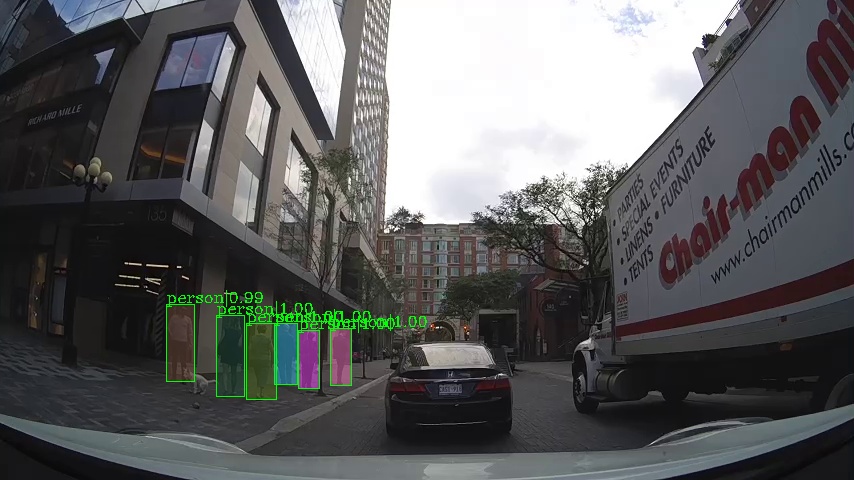 RICHARD MILLE
135
person|0.99
person|1.00
PARTIES
SPECIAL EVENTS
LINENS • FURNITURE
TENTS
Chair-man Mi
www.chairmanmills.c